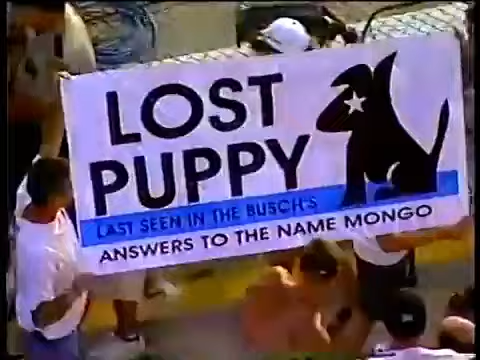 LOST
PUPPY
LAST SEEN IN THE BUSCH'S
ANSWERS TO THE NAME MONGO